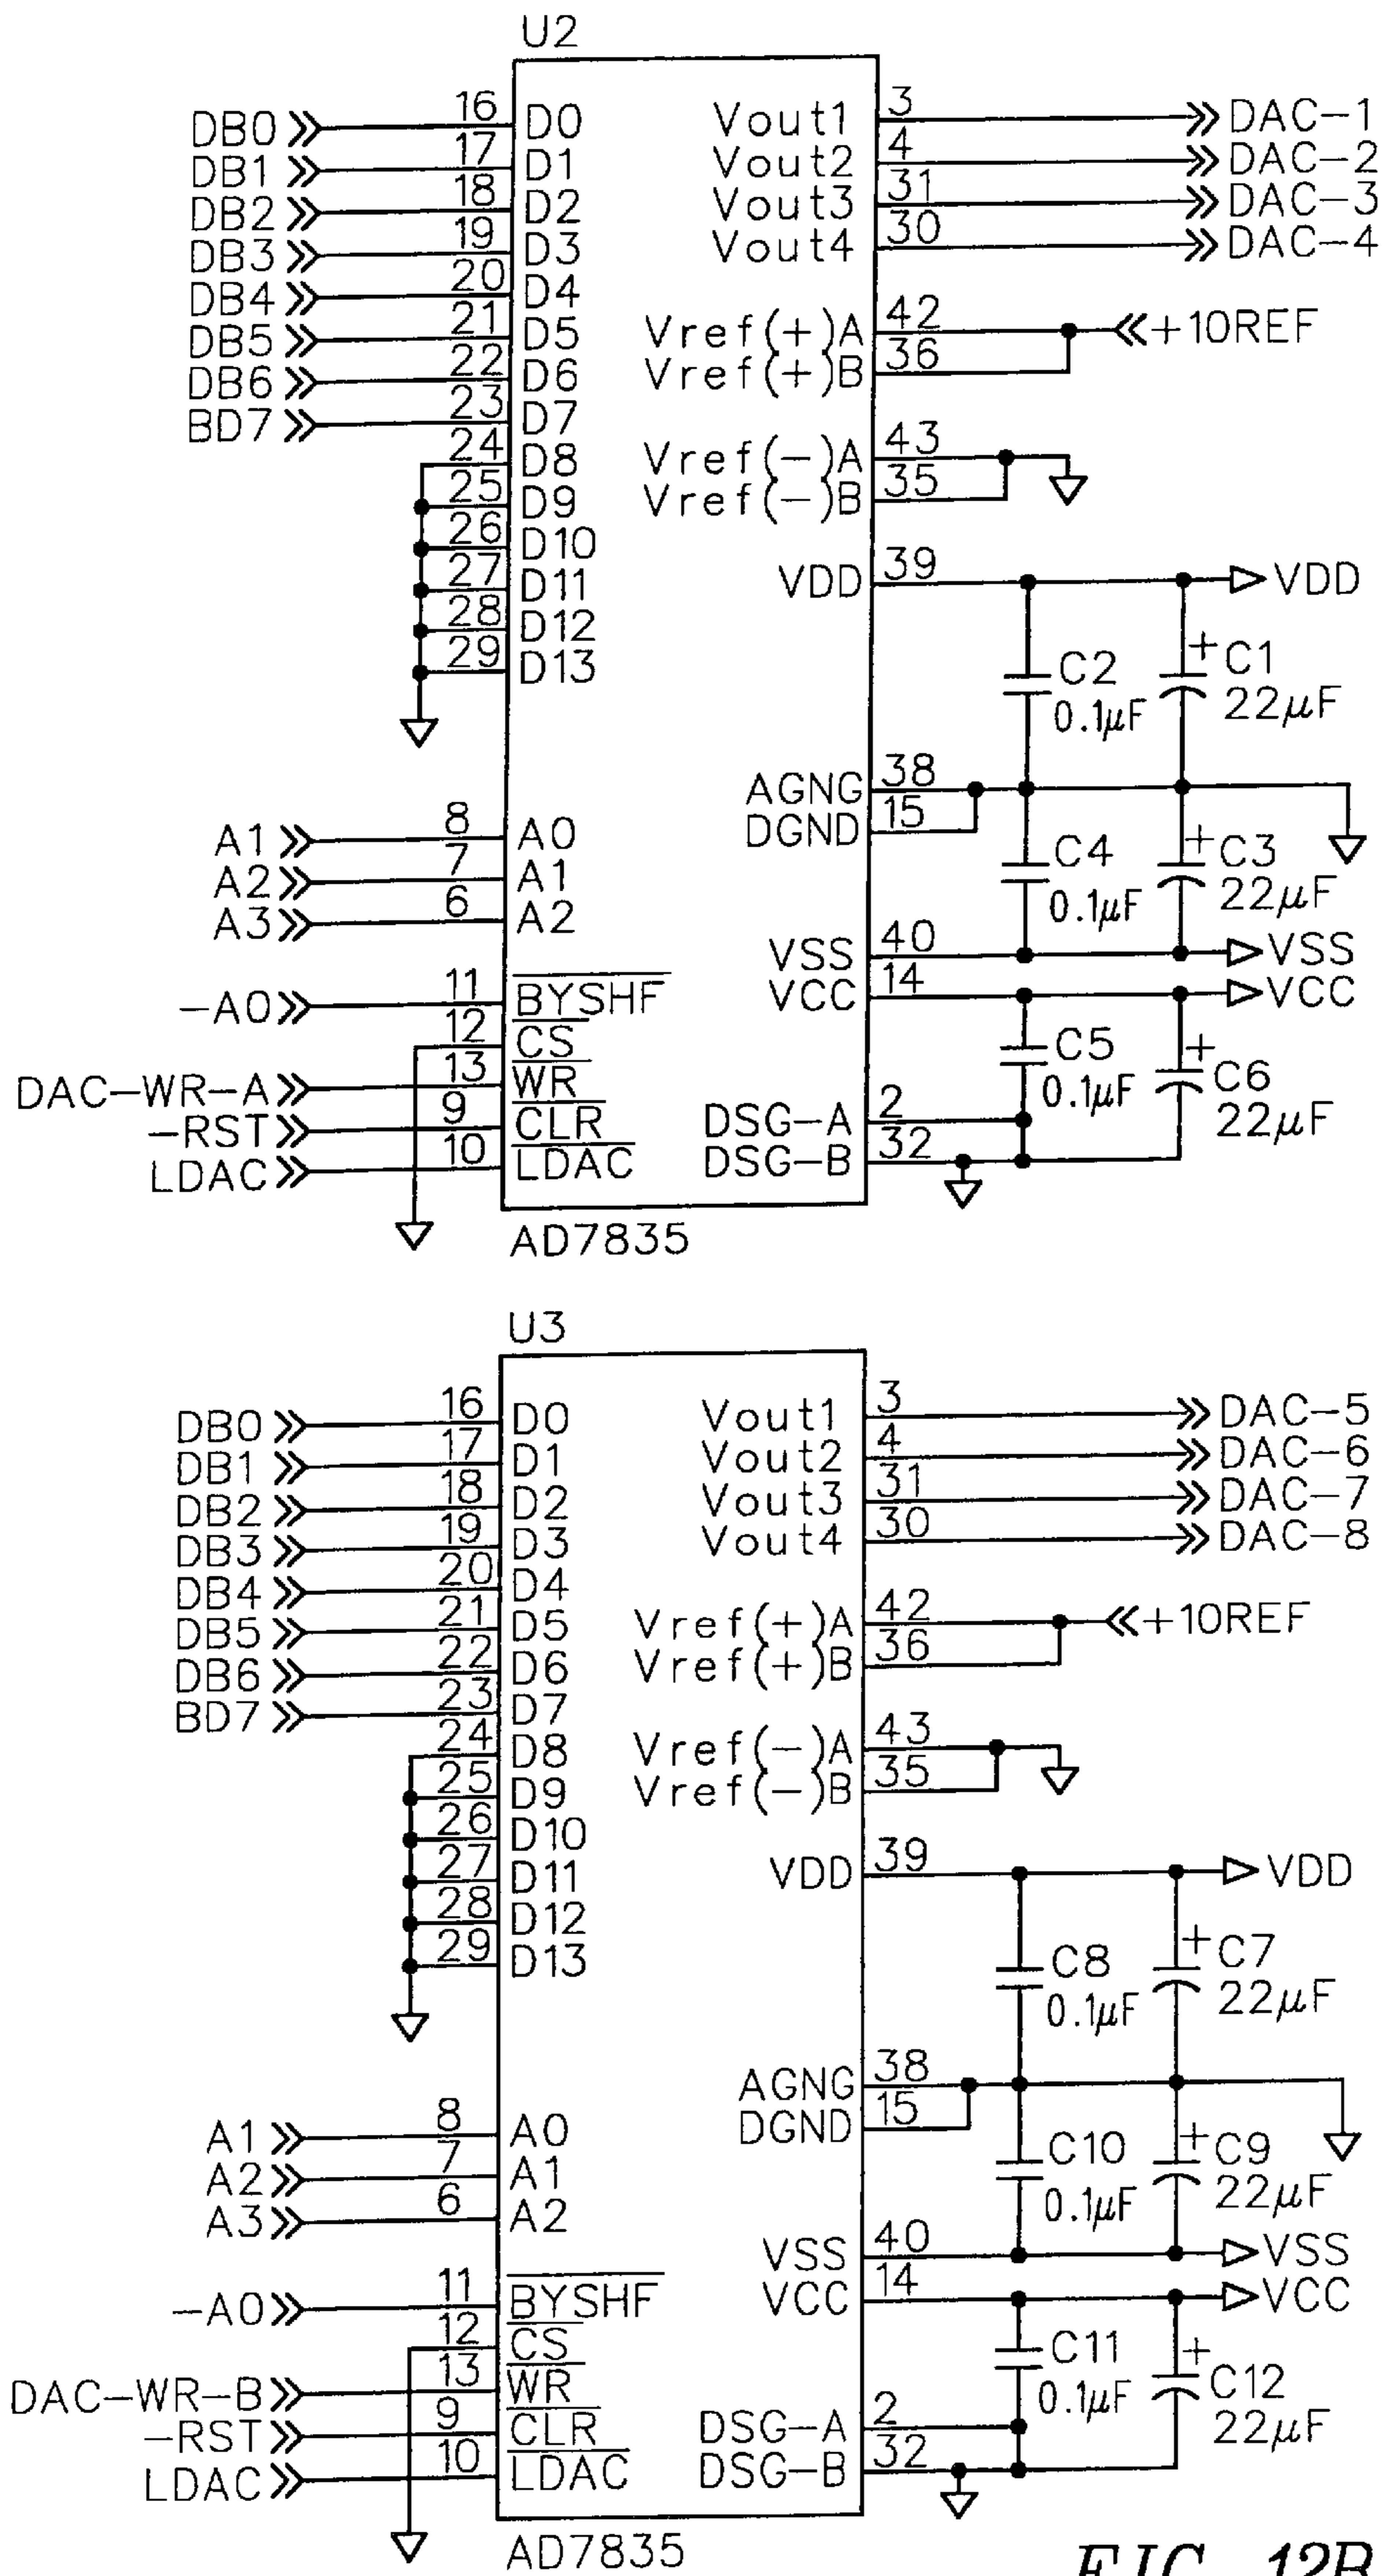 U2
DB0 16 D0 Vout1 3 DAC-1
DB1 17 D1 Vout2 4 DAC-2
DB2 18 D2 Vout3 31 DAC-3
DB3 19 D3 Vout4 30 DAC-4
DB4 20 D4
DB5 21 D5 Vref(+)A 42 +10REF
DB6 22 D6 Vref(+)B 36
BD7 23 D7
24 D8 Vref(-)A 43
25 D9 Vref(-)B 35
26 D10
27 D11 VDD 39 VDD
28 D12
29 D13 C2 + C1
0.1μF 22μF
AGNG 38
A1 8 A0 DGND 15
A2 7 A1 C4 + C3
A3 6 A2 0.1μF 22μF
VSS 40 VSS
-A0 11 BYSHF VCC 14 VCC
12 CS C5 +
DAC-WR-A 13 WR 0.1μF C6
-RST 9 CLR DSG-A 2 22μF
LDAC 10 LDAC DSG-B 32
AD7835
U3
DB0 16 D0 Vout1 3 DAC-5
DB1 17 D1 Vout2 4 DAC-6
DB2 18 D2 Vout3 31 DAC-7
DB3 19 D3 Vout4 30 DAC-8
DB4 20 D4
DB5 21 D5 Vref(+)A 42 +10REF
DB6 22 D6 Vref(+)B 36
BD7 23 D7
24 D8 Vref(-)A 43
25 D9 Vref(-)B 35
26 D10
27 D11 VDD 39 VDD
28 D12
29 D13 C8 + C7
0.1μF 22μF
AGNG 38
A1 8 A0 DGND 15
A2 7 A1 C10 + C9
A3 6 A2 0.1μF 22μF
VSS 40 VSS
-A0 11 BYSHF VCC 14 VCC
12 CS C11 +
DAC-WR-B 13 WR 0.1μF C12
-RST 9 CLR DSG-A 2 22μF
LDAC 10 LDAC DSG-B 32
AD7835
FIG. 12B